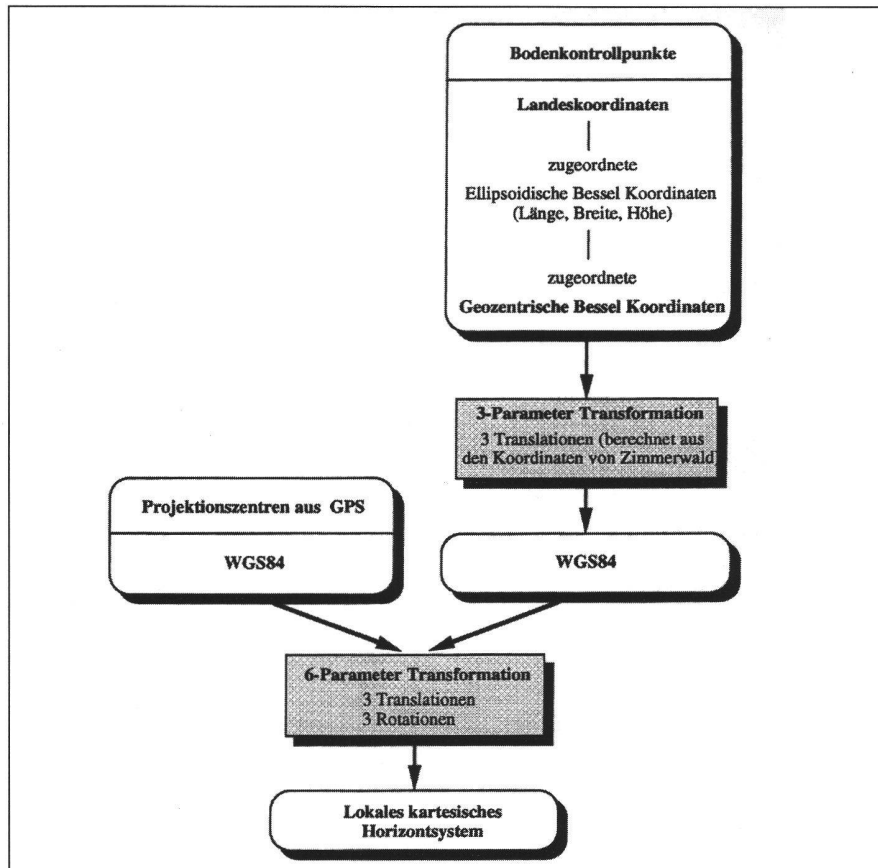 Bodenkontrollpunkte
Landeskoordinaten
zugeordnete
Ellipsoidische Bessel Koordinaten
(Länge, Breite, Höhe)
zugeordnete
Geozentrische Bessel Koordinaten
3-Parameter Transformation
3 Translationen (berechnet aus
den Koordinaten von Zimmerwald)
Projektionszentren aus GPS
WGS84
WGS84
6-Parameter Transformation
3 Translationen
3 Rotationen
Lokales kartesisches
Horizontsystem